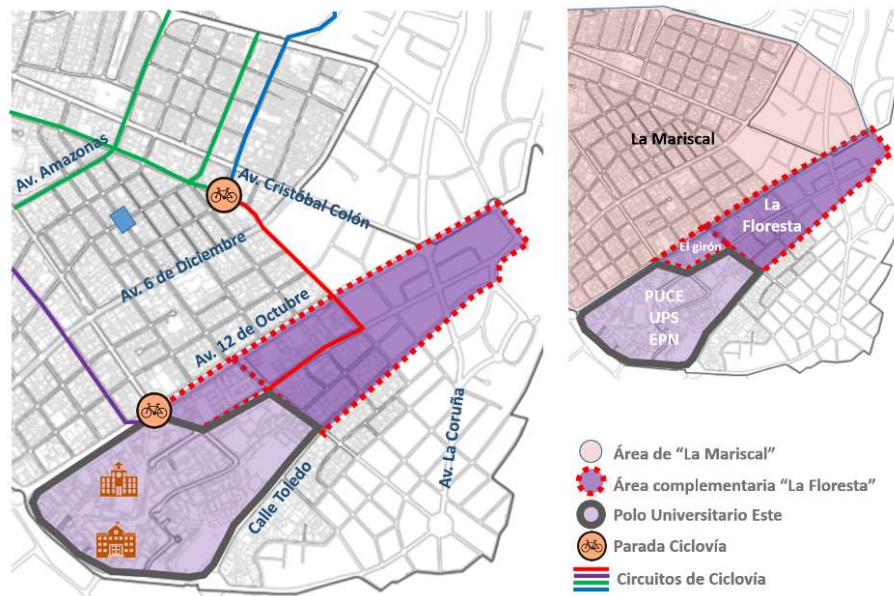 Av. Amazonas
Av. Cristóbal Colón
Av. 6 de Diciembre
Av. 12 de Octubre
Av. La Coruña
Calle Toledo
La Mariscal
La
Floresta
El girón
PUCE
UPS
EPN
Área de “La Mariscal”
Área complementaria “La Floresta”
Polo Universitario Este
Parada Ciclovía
Circuitos de Ciclovía